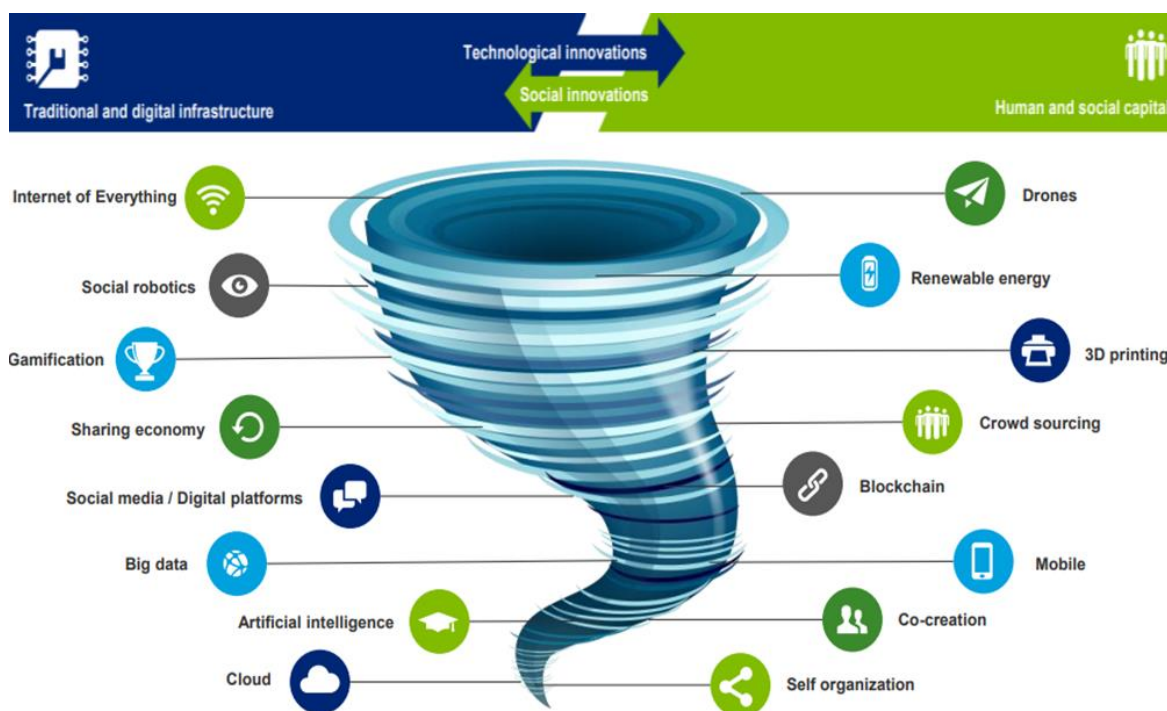 Technological innovations
Social innovations
Traditional and digital infrastructure
Human and social capital
Internet of Everything
Drones
Social robotics
Renewable energy
Gamification
3D printing
Sharing economy
Crowd sourcing
Social media / Digital platforms
Blockchain
Big data
Mobile
Artificial intelligence
Co-creation
Cloud
Self organization